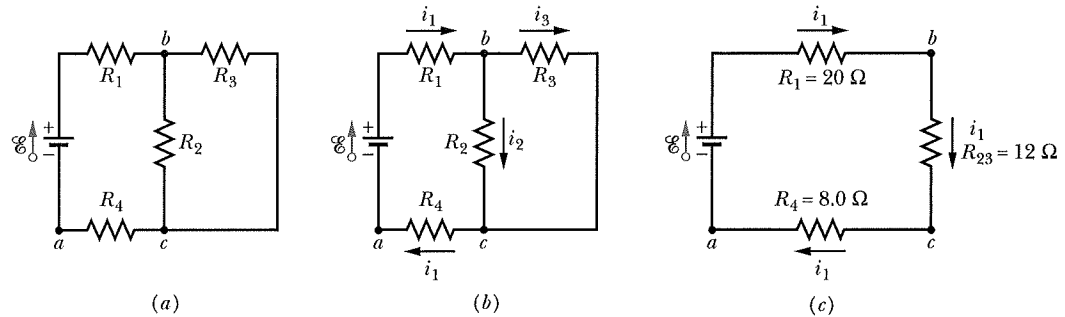 b
R₁
R₃
ℰ
+
−
R₂
R₄
a
c
(a)
i₁
b
i₃
R₁
R₃
ℰ
+
−
R₂
i₂
R₄
a
c
i₁
(b)
i₁
b
R₁ = 20 Ω
ℰ
+
−
i₁
R₂₃ = 12 Ω
R₄ = 8.0 Ω
a
c
i₁
(c)